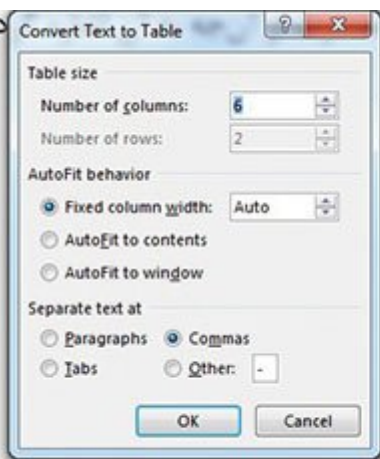 Convert Text to Table
Table size
Number of columns: 6
Number of rows: 2
AutoFit behavior
Fixed column width: Auto
AutoFit to contents
AutoFit to window
Separate text at
Paragraphs Commas
Tabs Other: -
OK Cancel